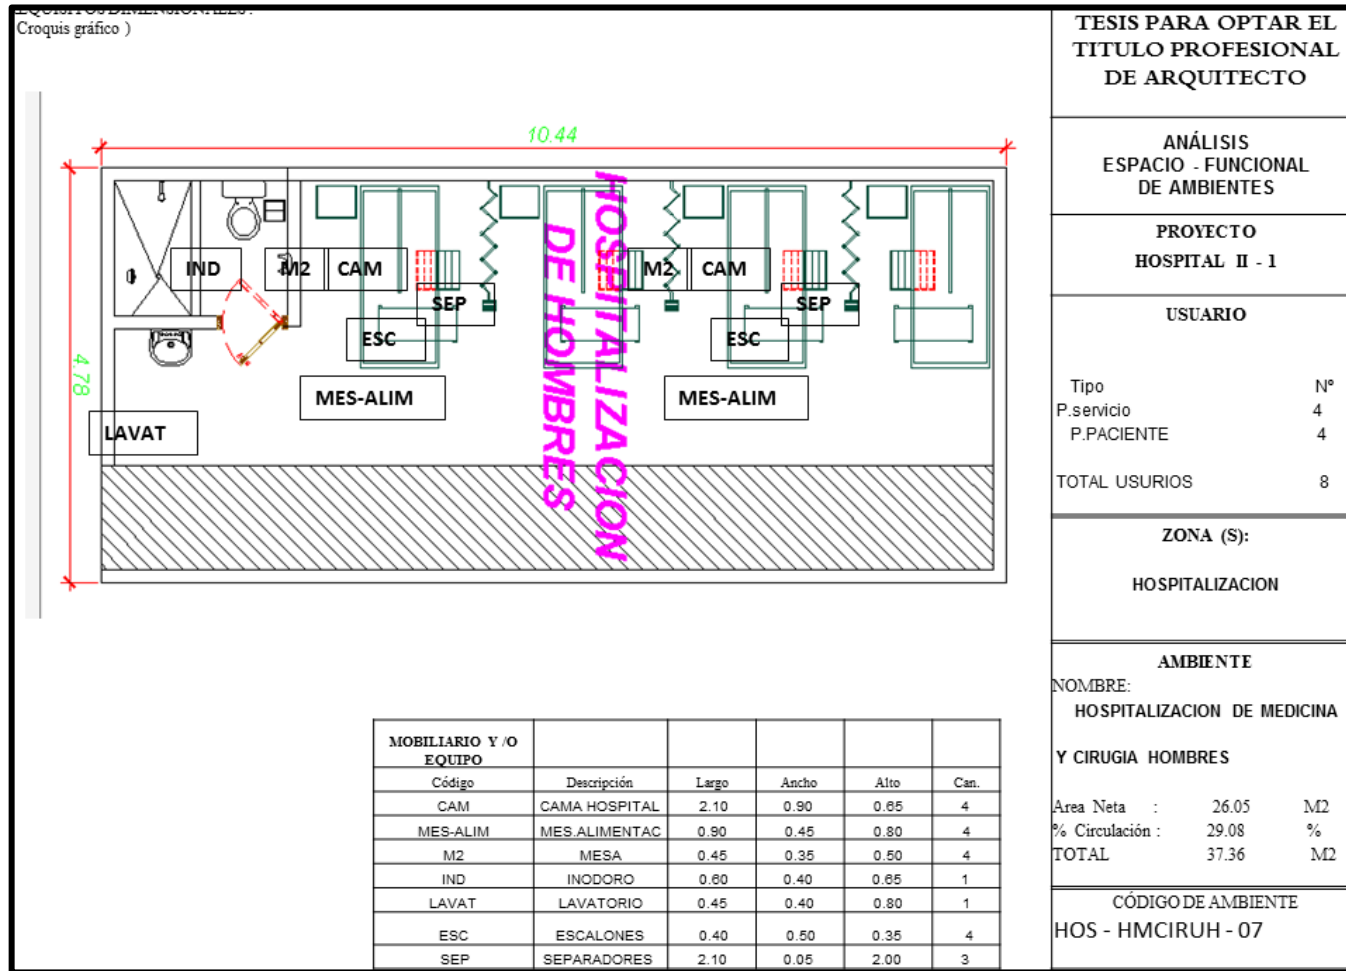 Croquis gráfico )
10.44
4.78
HOSPITALIZACION
DE HOMBRES
IND
M2
CAM
SEP
ESC
MES-ALIM
LAVAT
M2
CAM
SEP
ESC
MES-ALIM
MOBILIARIO Y /O
EQUIPO
Código Descripción Largo Ancho Alto Can.
CAM CAMA HOSPITAL 2.10 0.90 0.65 4
MES-ALIM MES.ALIMENTAC 0.90 0.45 0.80 4
M2 MESA 0.45 0.35 0.50 4
IND INODORO 0.60 0.40 0.65 1
LAVAT LAVATORIO 0.45 0.40 0.80 1
ESC ESCALONES 0.40 0.50 0.35 4
SEP SEPARADORES 2.10 0.05 2.00 3
TESIS PARA OPTAR EL
TITULO PROFESIONAL
DE ARQUITECTO
ANÁLISIS
ESPACIO - FUNCIONAL
DE AMBIENTES
PROYECTO
HOSPITAL II - 1
USUARIO
Tipo Nº
P.servicio 4
P.PACIENTE 4
TOTAL USURIOS 8
ZONA (S):
HOSPITALIZACION
AMBIENTE
NOMBRE:
HOSPITALIZACION DE MEDICINA
Y CIRUGIA HOMBRES
Area Neta : 26.05 M2
% Circulación : 29.08 %
TOTAL 37.36 M2
CÓDIGO DE AMBIENTE
HOS - HMCIRUH - 07